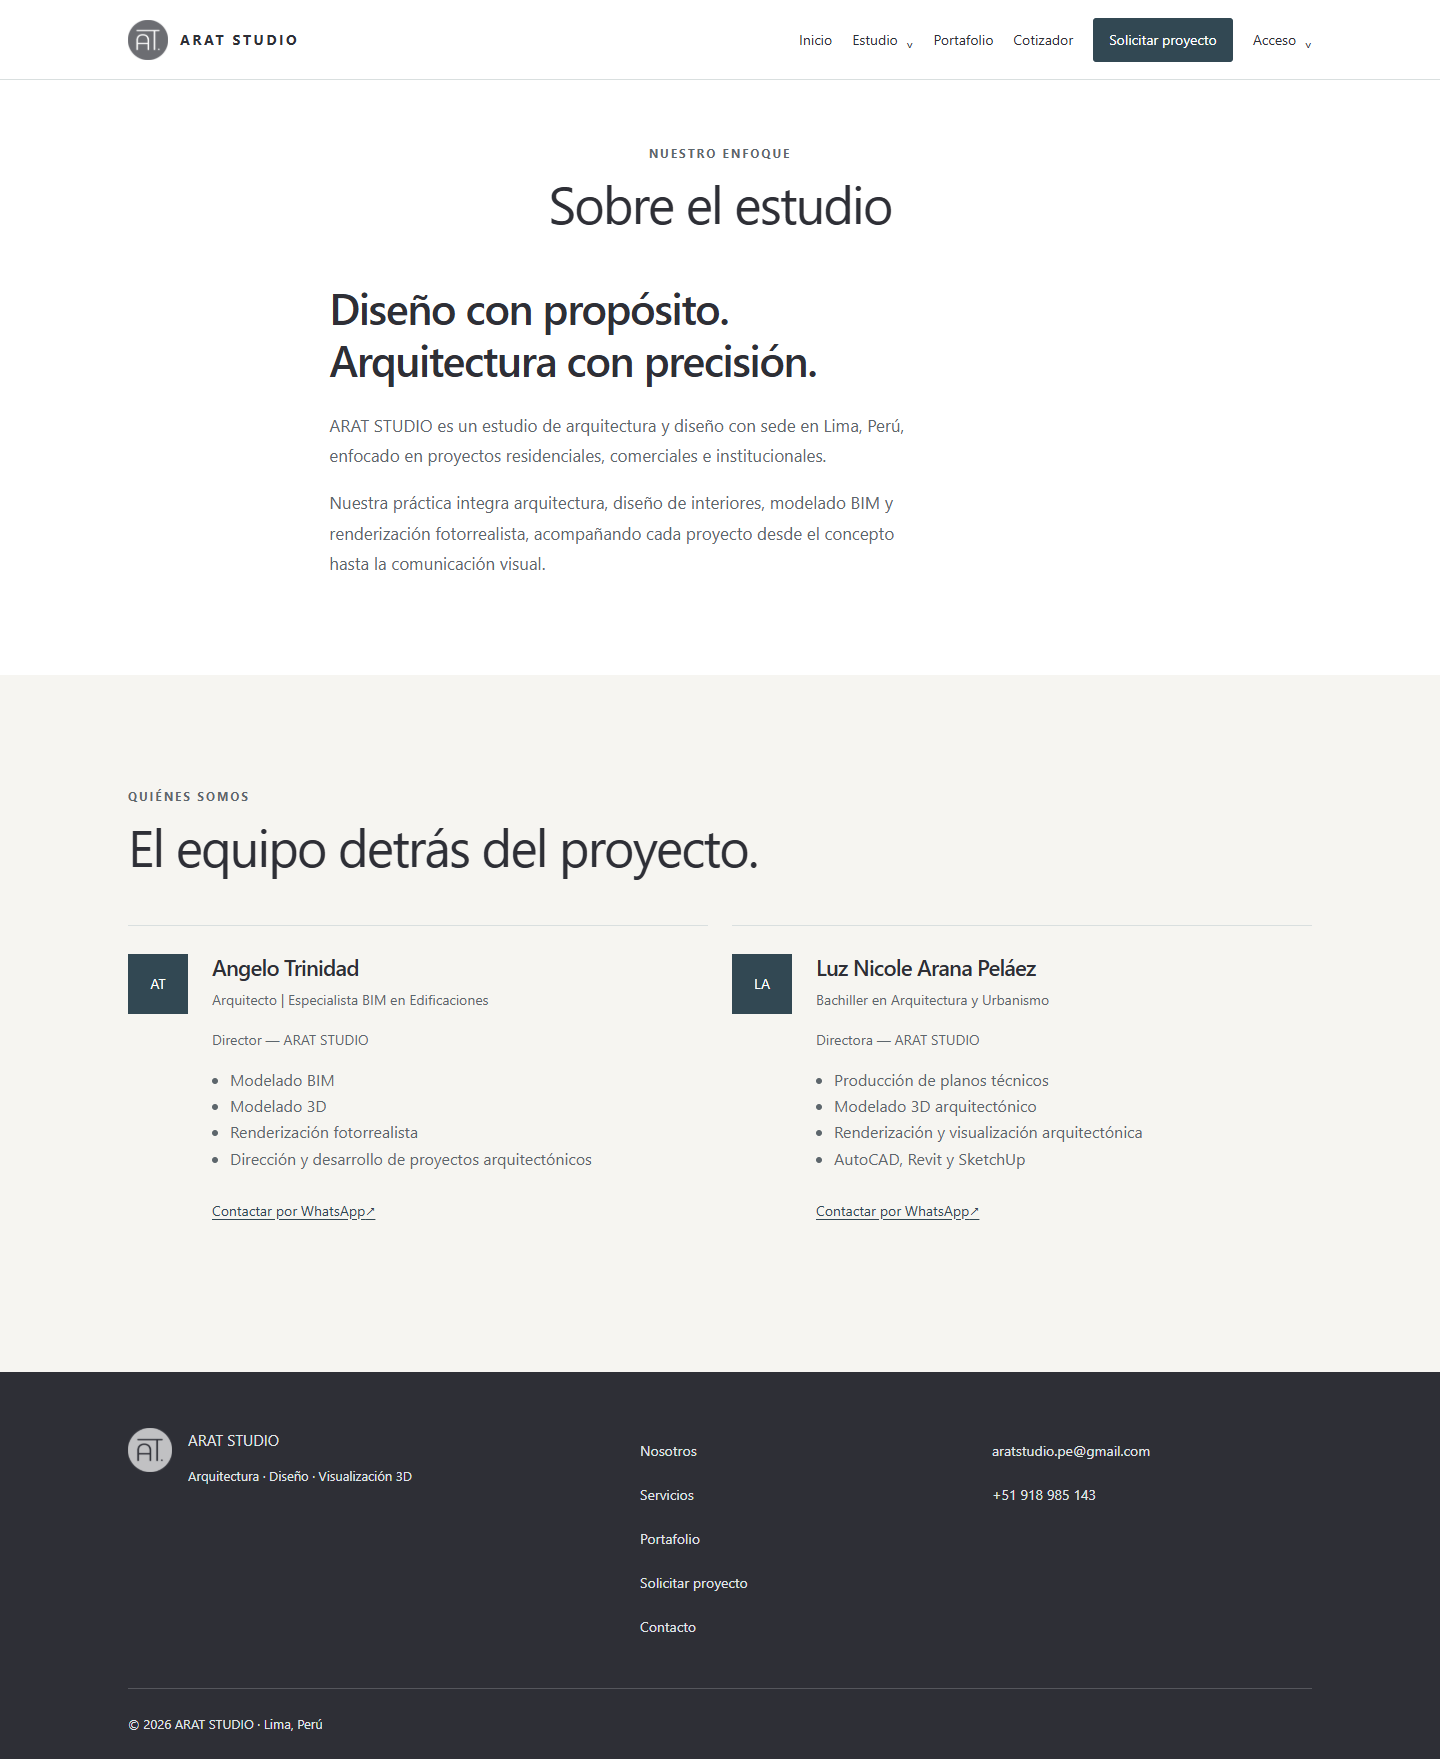 AT. ARAT STUDIO
Inicio Estudio v Portafolio Cotizador Solicitar proyecto Acceso v
NUESTRO ENFOQUE
Sobre el estudio
Diseño con propósito.
Arquitectura con precisión.
ARAT STUDIO es un estudio de arquitectura y diseño con sede en Lima, Perú,
enfocado en proyectos residenciales, comerciales e institucionales.
Nuestra práctica integra arquitectura, diseño de interiores, modelado BIM y
renderización fotorrealista, acompañando cada proyecto desde el concepto
hasta la comunicación visual.
QUIÉNES SOMOS
El equipo detrás del proyecto.
AT
Angelo Trinidad
Arquitecto | Especialista BIM en Edificaciones
Director — ARAT STUDIO
• Modelado BIM
• Modelado 3D
• Renderización fotorrealista
• Dirección y desarrollo de proyectos arquitectónicos
Contactar por WhatsApp↗
LA
Luz Nicole Arana Peláez
Bachiller en Arquitectura y Urbanismo
Directora — ARAT STUDIO
• Producción de planos técnicos
• Modelado 3D arquitectónico
• Renderización y visualización arquitectónica
• AutoCAD, Revit y SketchUp
Contactar por WhatsApp↗
AT. ARAT STUDIO
Arquitectura · Diseño · Visualización 3D
Nosotros
Servicios
Portafolio
Solicitar proyecto
Contacto
aratstudio.pe@gmail.com
+51 918 985 143
© 2026 ARAT STUDIO · Lima, Perú